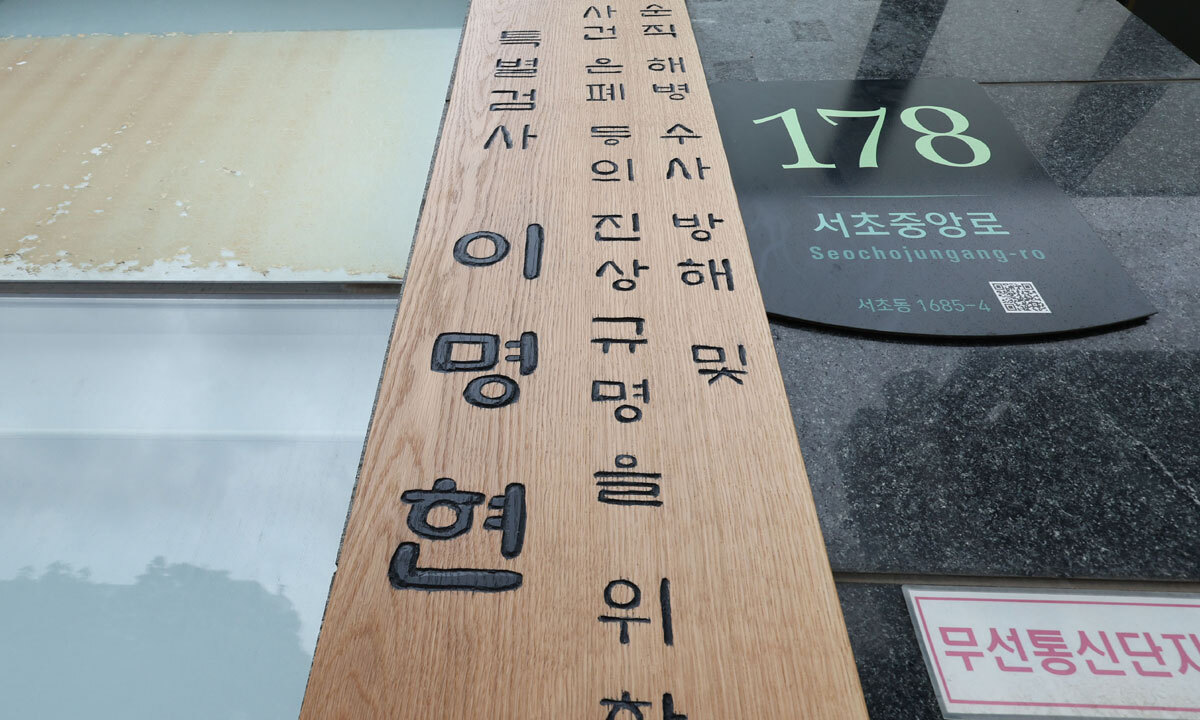 순직 해병 수사 방해 및
사건 은폐 등의 진상 규명을 위한
특별검사 이명현
178
서초중앙로
Seochojungang-ro
서초동 1685-4
무선통신단자